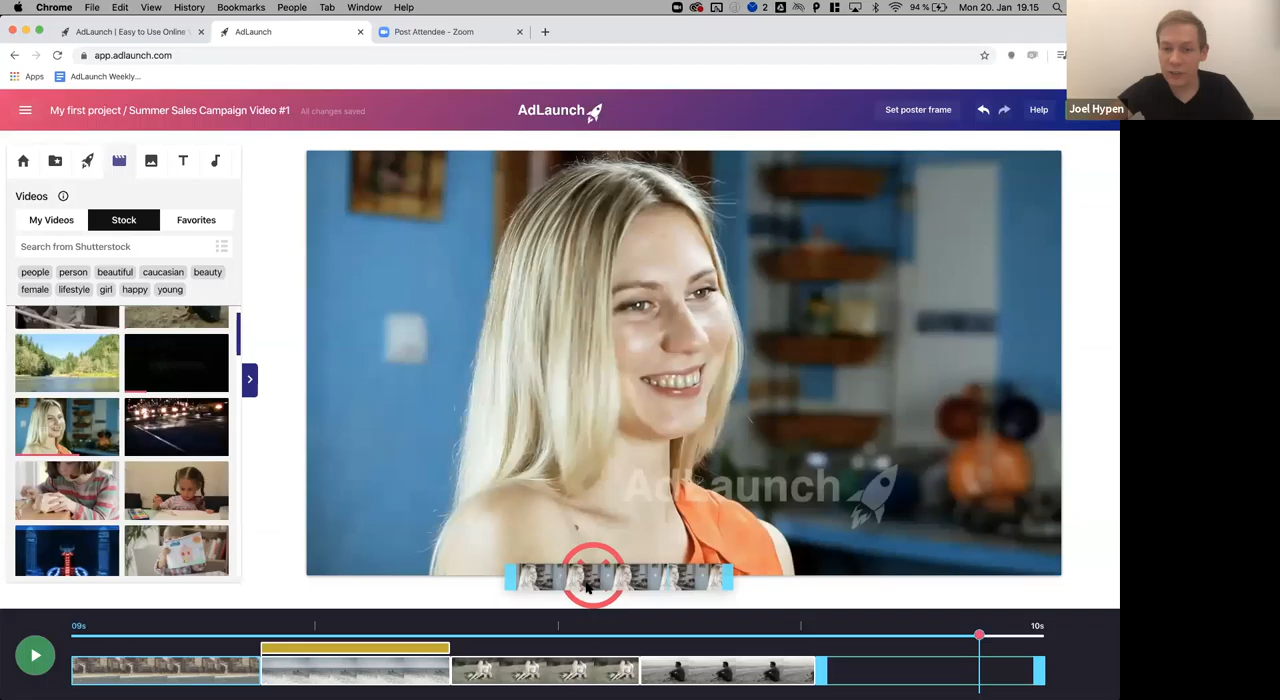 Chrome File Edit View History Bookmarks People Tab Window Help
2 94 % Mon 20. Jan 19.15
AdLaunch | Easy to Use Online
AdLaunch
Post Attendee - Zoom
app.adlaunch.com
Apps AdLaunch Weekly...
Joel Hypen
My first project / Summer Sales Campaign Video #1 All changes saved
AdLaunch
Set poster frame
Help
Videos
My Videos Stock Favorites
Search from Shutterstock
people person beautiful caucasian beauty
female lifestyle girl happy young
AdLaunch
09s
10s